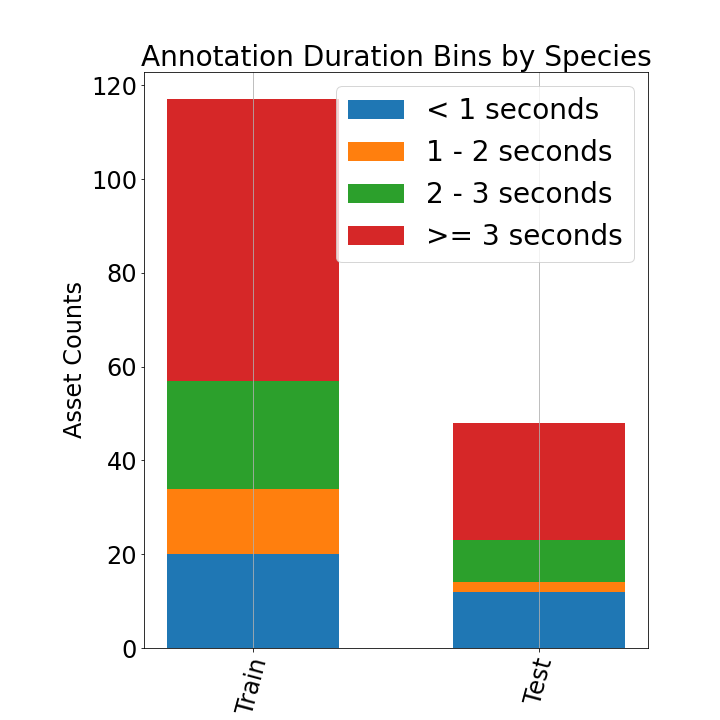 Annotation Duration Bins by Species
120
100
80
60
40
20
0
Asset Counts
< 1 seconds
1 - 2 seconds
2 - 3 seconds
>= 3 seconds
Train
Test